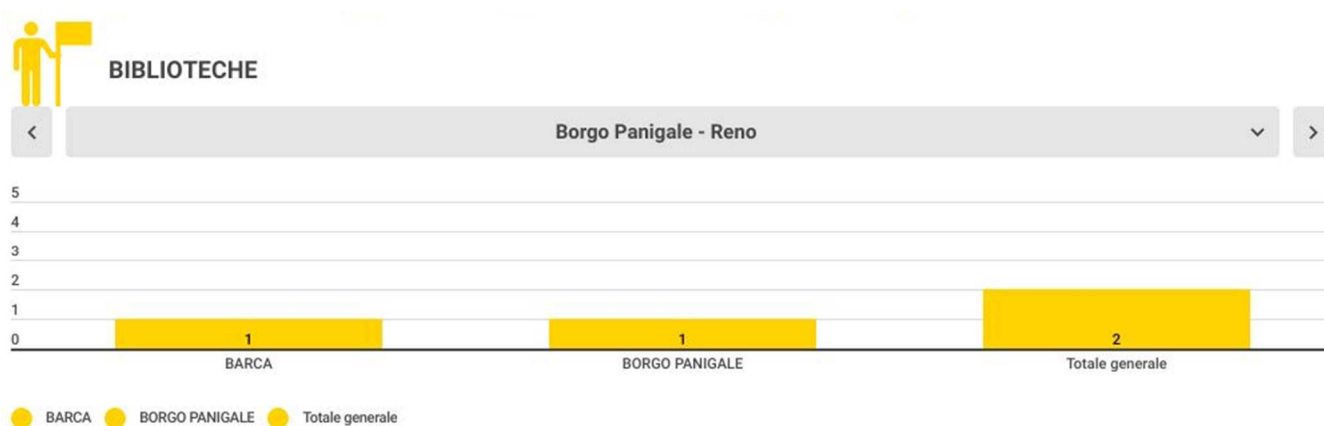 BIBLIOTECHE
Borgo Panigale - Reno
5
4
3
2
1
0
1 1 2
BARCA BORGO PANIGALE Totale generale
BARCA BORGO PANIGALE Totale generale